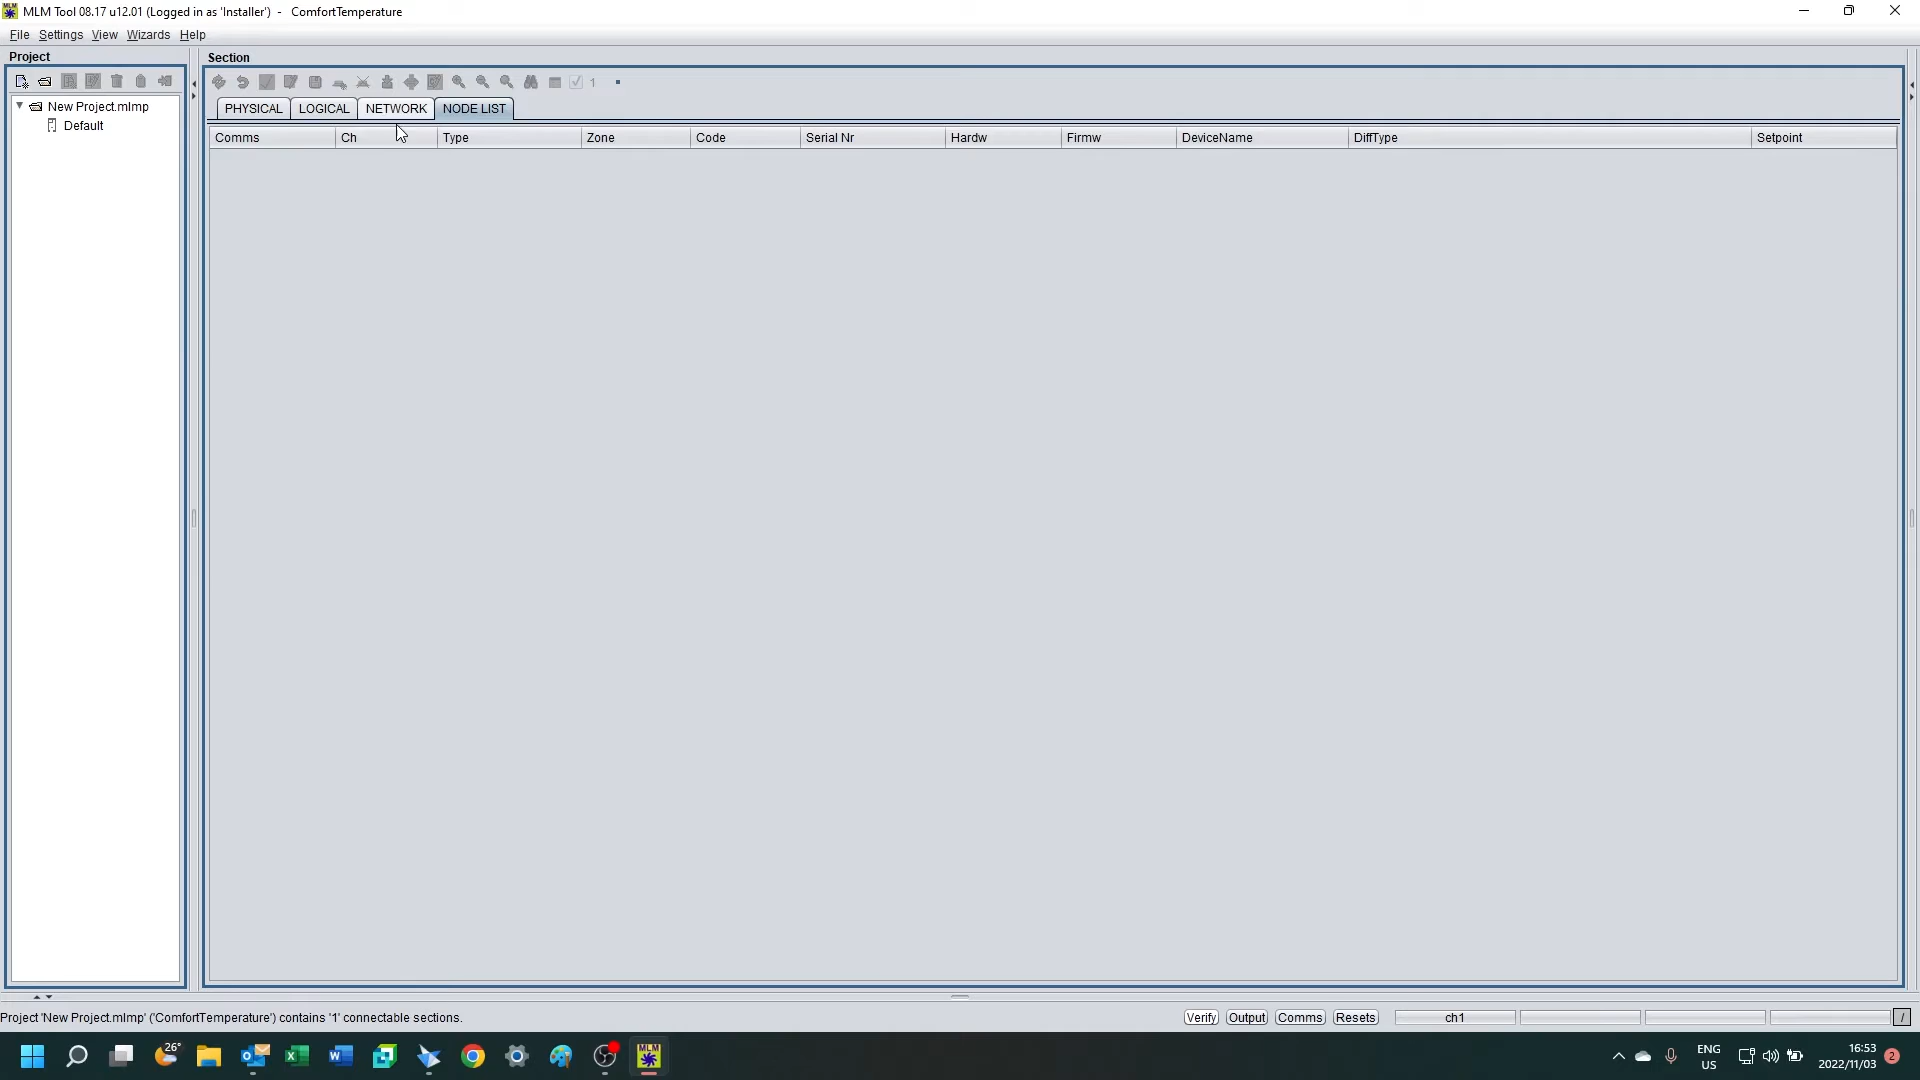 MLM Tool 08.17 u12.01 (Logged in as 'Installer') - ComfortTemperature
File Settings View Wizards Help
Project
Section
1
New Project.mlmp
Default
PHYSICAL LOGICAL NETWORK NODE LIST
Comms Ch Type Zone Code Serial Nr Hardw Firmw DeviceName DiffType Setpoint
Project 'New Project.mlmp' ('ComfortTemperature') contains '1' connectable sections.
Verify Output Comms Resets ch1 /
26°
MLM
ENG
US
16:53
2022/11/03
2